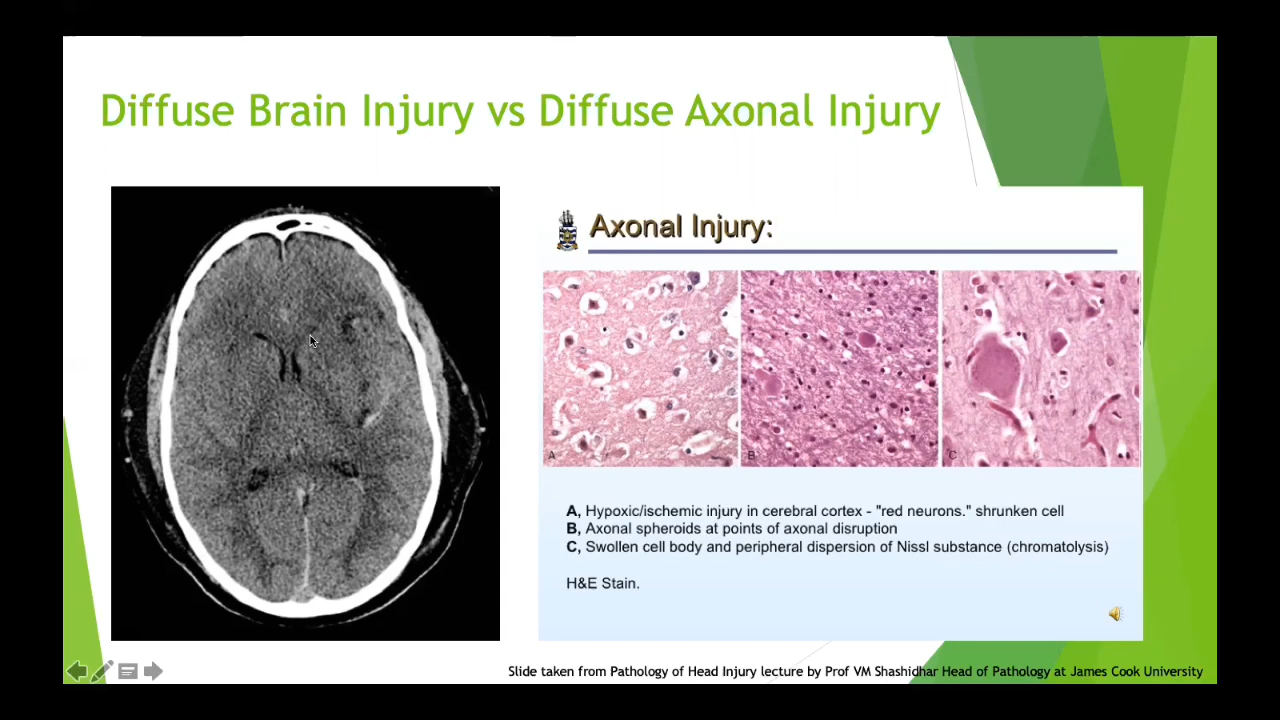 Diffuse Brain Injury vs Diffuse Axonal Injury
Axonal Injury:
A B C
A, Hypoxic/ischemic injury in cerebral cortex - "red neurons." shrunken cell
B, Axonal spheroids at points of axonal disruption
C, Swollen cell body and peripheral dispersion of Nissl substance (chromatolysis)
H&E Stain.
Slide taken from Pathology of Head Injury lecture by Prof VM Shashidhar Head of Pathology at James Cook University